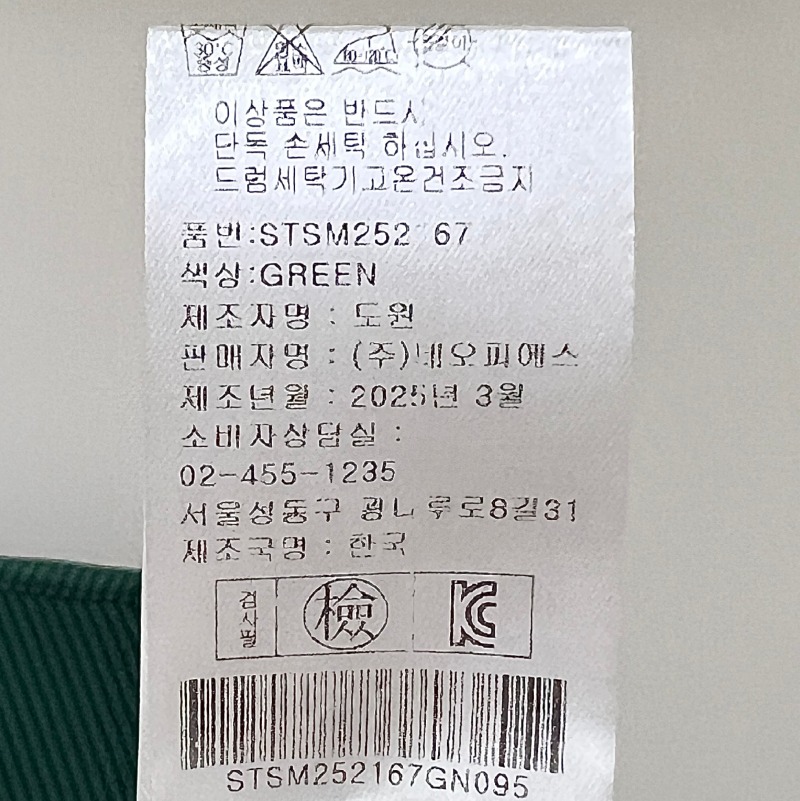 30℃
중성
이상품은 반드시
단독 손세탁 하십시오.
드럼세탁기고온건조금지
품번:STSM252 67
색상:GREEN
제조자명 : 도원
판매자명 : (주)네오피에스
제조년월 : 2025년 3월
소비자상담실 :
02-455-1235
서울성동구 광나루로8길31
제조국명 : 한국
검사필 檢 KC
STSM252167GN095